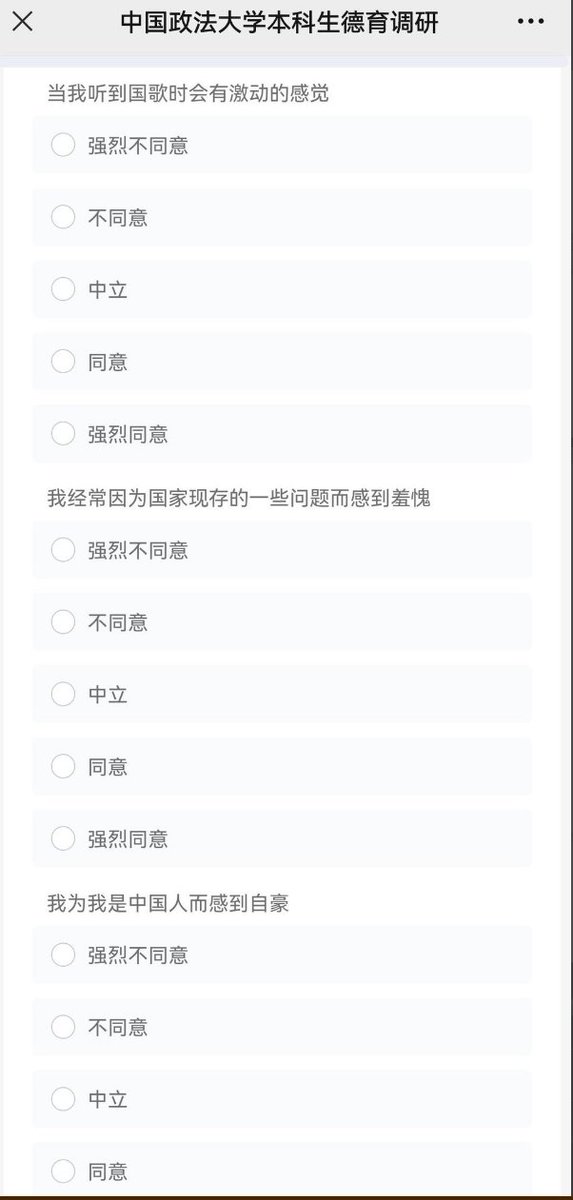 中国政法大学本科生德育调研
当我听到国歌时会有激动的感觉
强烈不同意
不同意
中立
同意
强烈同意
我经常因为国家现存的一些问题而感到羞愧
强烈不同意
不同意
中立
同意
强烈同意
我为我是中国人而感到自豪
强烈不同意
不同意
中立
同意